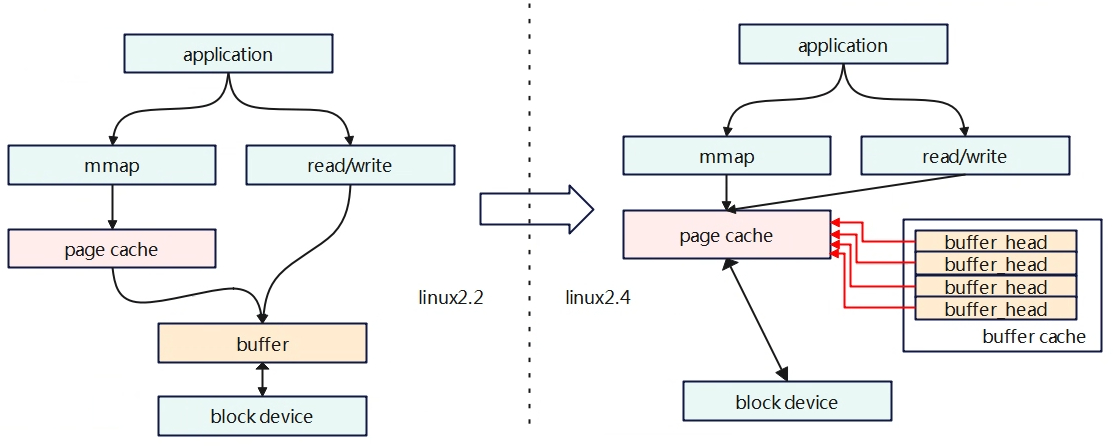 application
mmap
read/write
page cache
buffer
block device
linux2.2
linux2.4
application
mmap
read/write
page cache
buffer_head
buffer_head
buffer_head
buffer_head
buffer cache
block device